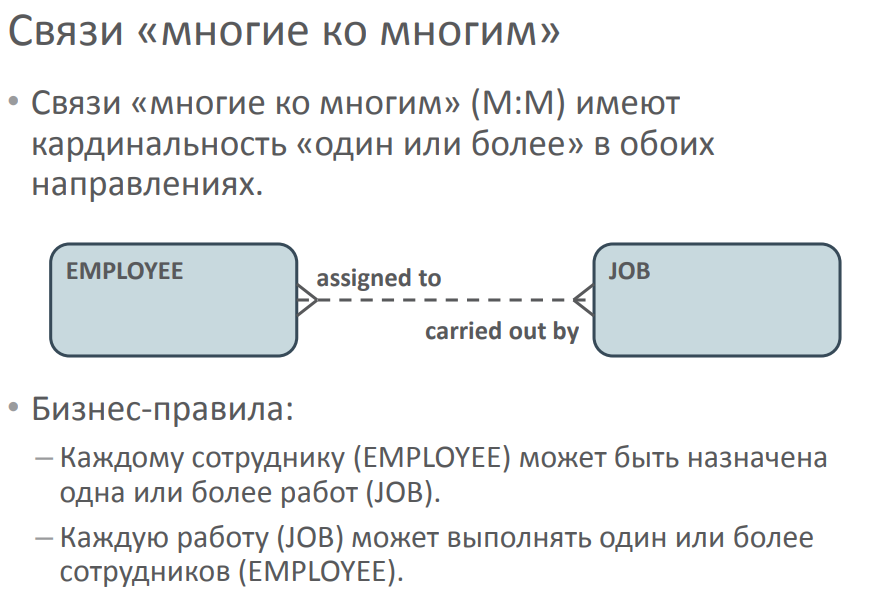 Связи «многие ко многим»
• Связи «многие ко многим» (М:М) имеют
кардинальность «один или более» в обоих
направлениях.
EMPLOYEE
assigned to
JOB
carried out by
• Бизнес-правила:
– Каждому сотруднику (EMPLOYEE) может быть назначена
одна или более работ (JOB).
– Каждую работу (JOB) может выполнять один или более
сотрудников (EMPLOYEE).